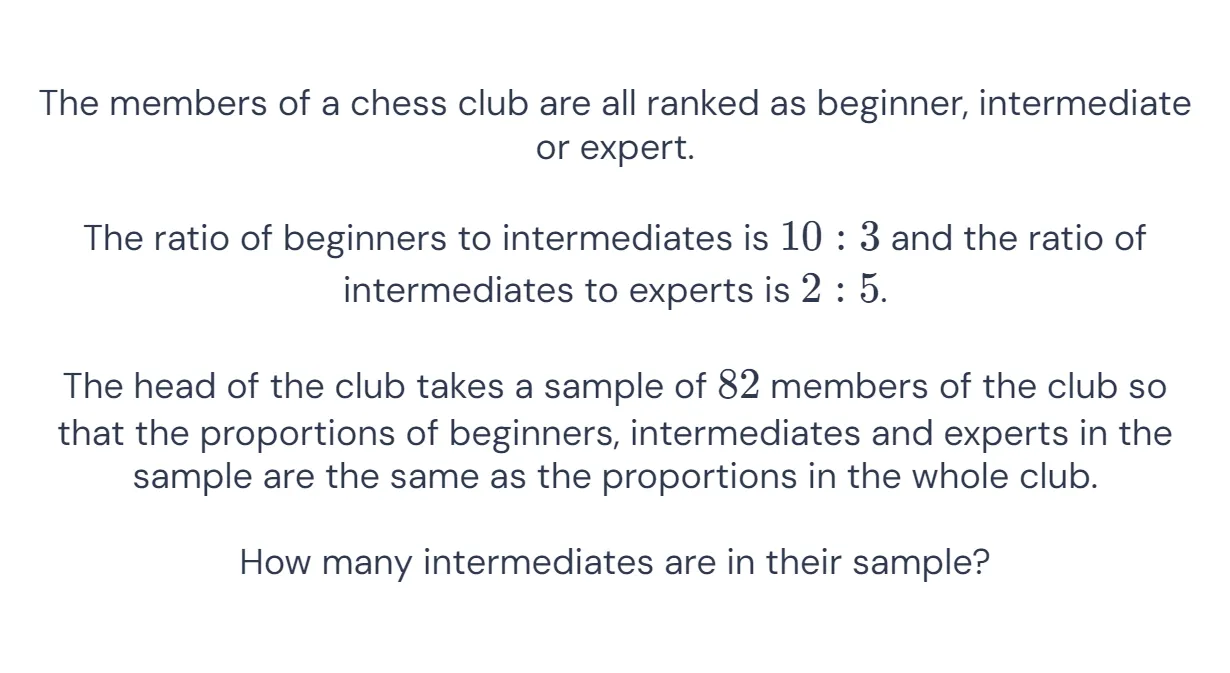 The members of a chess club are all ranked as beginner, intermediate
or expert.
The ratio of beginners to intermediates is 10 : 3 and the ratio of
intermediates to experts is 2 : 5.
The head of the club takes a sample of 82 members of the club so
that the proportions of beginners, intermediates and experts in the
sample are the same as the proportions in the whole club.
How many intermediates are in their sample?